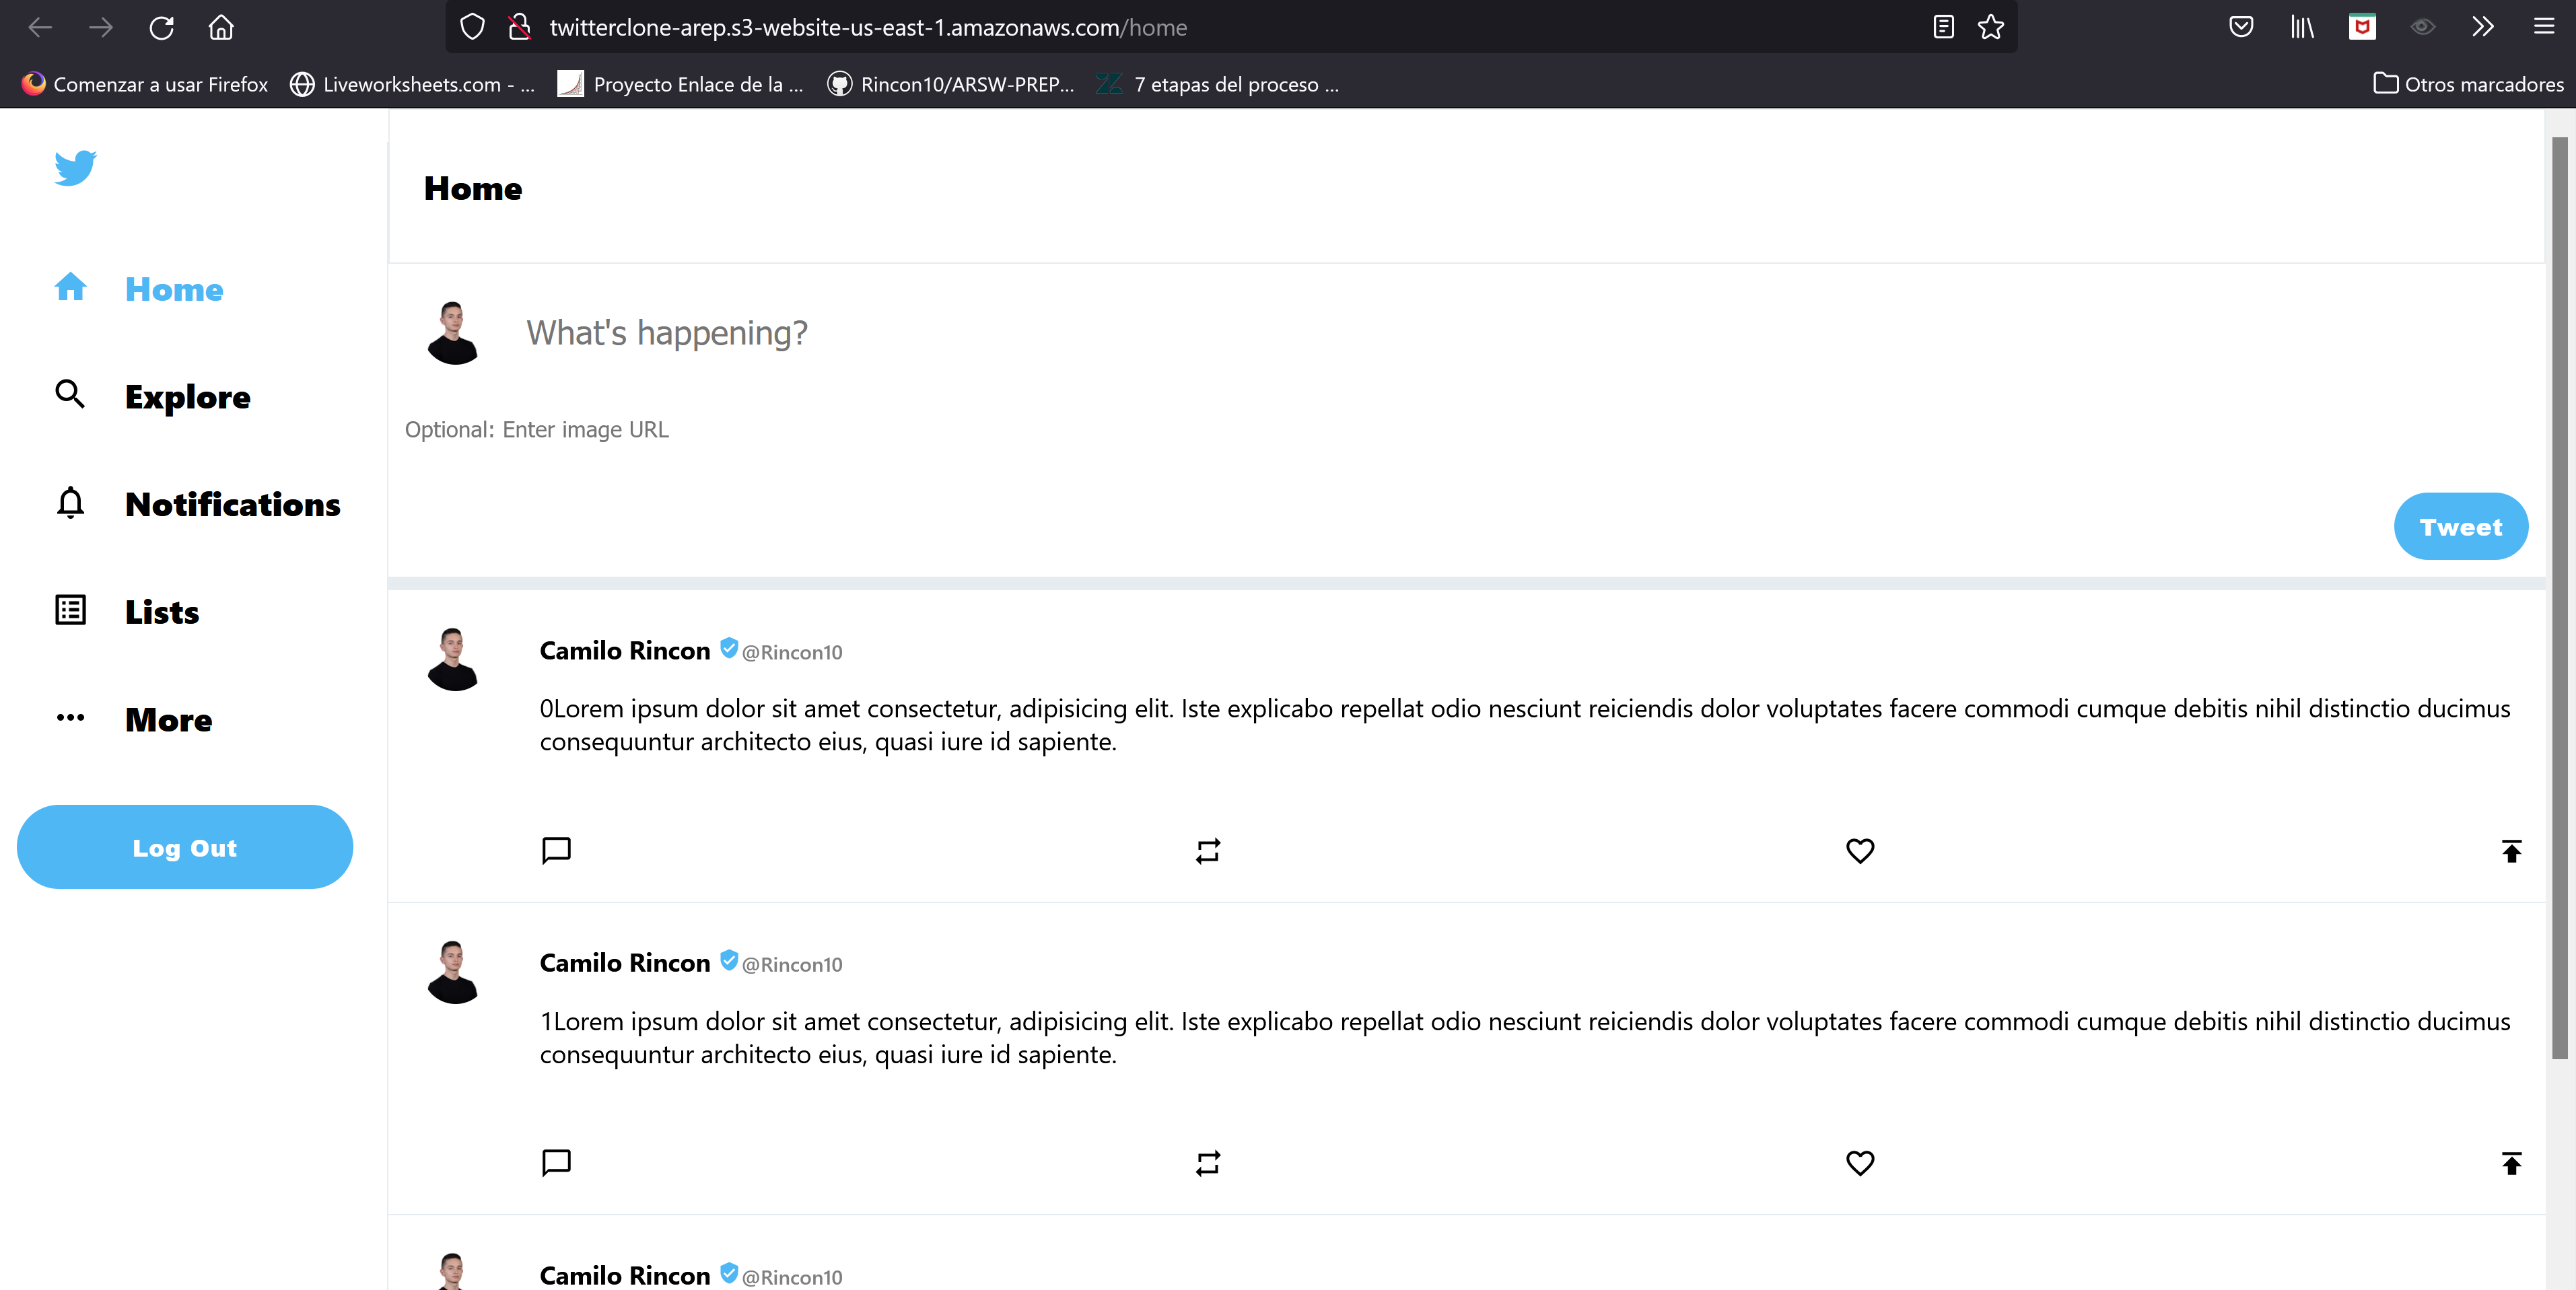 twitterclone-arep.s3-website-us-east-1.amazonaws.com/home
Comenzar a usar Firefox
Liveworksheets.com - ...
Proyecto Enlace de la ...
Rincon10/ARSW-PREP...
7 etapas del proceso ...
Otros marcadores
Home
Explore
Notifications
Lists
More
Log Out
Home
What's happening?
Optional: Enter image URL
Tweet
Camilo Rincon @Rincon10
0Lorem ipsum dolor sit amet consectetur, adipisicing elit. Iste explicabo repellat odio nesciunt reiciendis dolor voluptates facere commodi cumque debitis nihil distinctio ducimus
consequuntur architecto eius, quasi iure id sapiente.
Camilo Rincon @Rincon10
1Lorem ipsum dolor sit amet consectetur, adipisicing elit. Iste explicabo repellat odio nesciunt reiciendis dolor voluptates facere commodi cumque debitis nihil distinctio ducimus
consequuntur architecto eius, quasi iure id sapiente.
Camilo Rincon @Rincon10